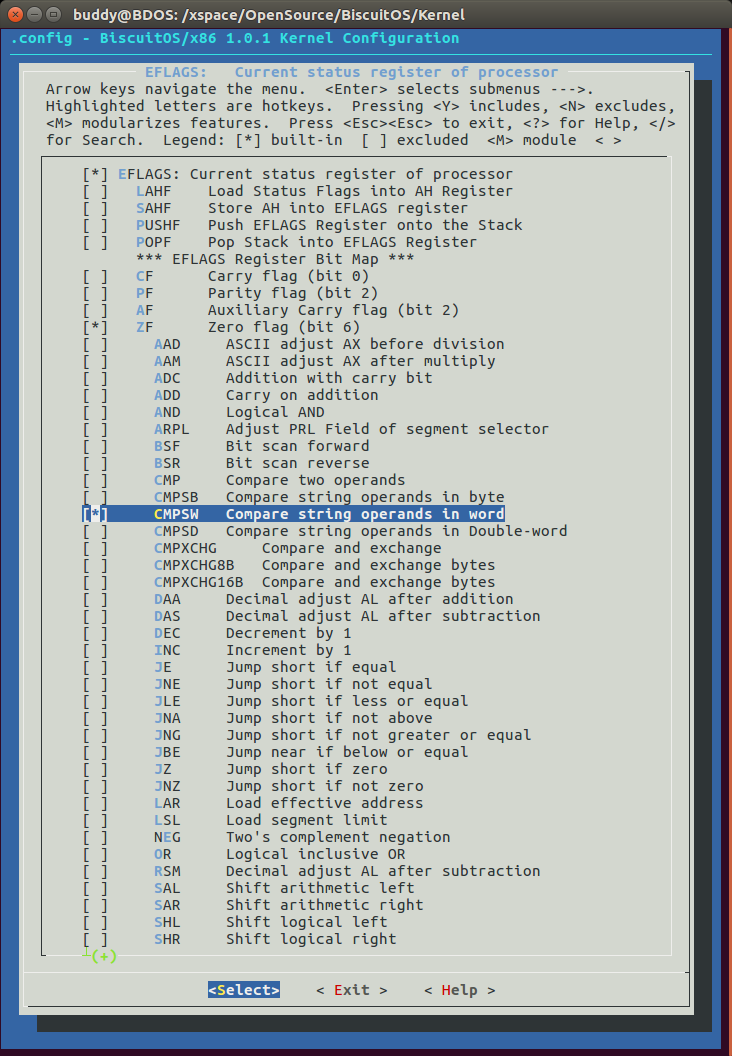 buddy@BDOS: /xspace/OpenSource/BiscuitOS/Kernel
.config - BiscuitOS/x86 1.0.1 Kernel Configuration
EFLAGS:   Current status register of processor
Arrow keys navigate the menu.  <Enter> selects submenus --->.
Highlighted letters are hotkeys.  Pressing <Y> includes, <N> excludes,
<M> modularizes features.  Press <Esc><Esc> to exit, <?> for Help, </>
for Search.  Legend: [*] built-in  [ ] excluded  <M> module  < >
[*] EFLAGS: Current status register of processor
[ ]   LAHF    Load Status Flags into AH Register
[ ]   SAHF    Store AH into EFLAGS register
[ ]   PUSHF   Push EFLAGS Register onto the Stack
[ ]   POPF    Pop Stack into EFLAGS Register
*** EFLAGS Register Bit Map ***
[ ]   CF      Carry flag (bit 0)
[ ]   PF      Parity flag (bit 2)
[ ]   AF      Auxiliary Carry flag (bit 2)
[*]   ZF      Zero flag (bit 6)
[ ]     AAD     ASCII adjust AX before division
[ ]     AAM     ASCII adjust AX after multiply
[ ]     ADC     Addition with carry bit
[ ]     ADD     Carry on addition
[ ]     AND     Logical AND
[ ]     ARPL    Adjust PRL Field of segment selector
[ ]     BSF     Bit scan forward
[ ]     BSR     Bit scan reverse
[ ]     CMP     Compare two operands
[ ]     CMPSB   Compare string operands in byte
[*]     CMPSW   Compare string operands in word
[ ]     CMPSD   Compare string operands in Double-word
[ ]     CMPXCHG     Compare and exchange
[ ]     CMPXCHG8B   Compare and exchange bytes
[ ]     CMPXCHG16B  Compare and exchange bytes
[ ]     DAA     Decimal adjust AL after addition
[ ]     DAS     Decimal adjust AL after subtraction
[ ]     DEC     Decrement by 1
[ ]     INC     Increment by 1
[ ]     JE      Jump short if equal
[ ]     JNE     Jump short if not equal
[ ]     JLE     Jump short if less or equal
[ ]     JNA     Jump short if not above
[ ]     JNG     Jump short if not greater or equal
[ ]     JBE     Jump near if below or equal
[ ]     JZ      Jump short if zero
[ ]     JNZ     Jump short if not zero
[ ]     LAR     Load effective address
[ ]     LSL     Load segment limit
[ ]     NEG     Two's complement negation
[ ]     OR      Logical inclusive OR
[ ]     RSM     Decimal adjust AL after subtraction
[ ]     SAL     Shift arithmetic left
[ ]     SAR     Shift arithmetic right
[ ]     SHL     Shift logical left
[ ]     SHR     Shift logical right
(+)
<Select>    < Exit >    < Help >